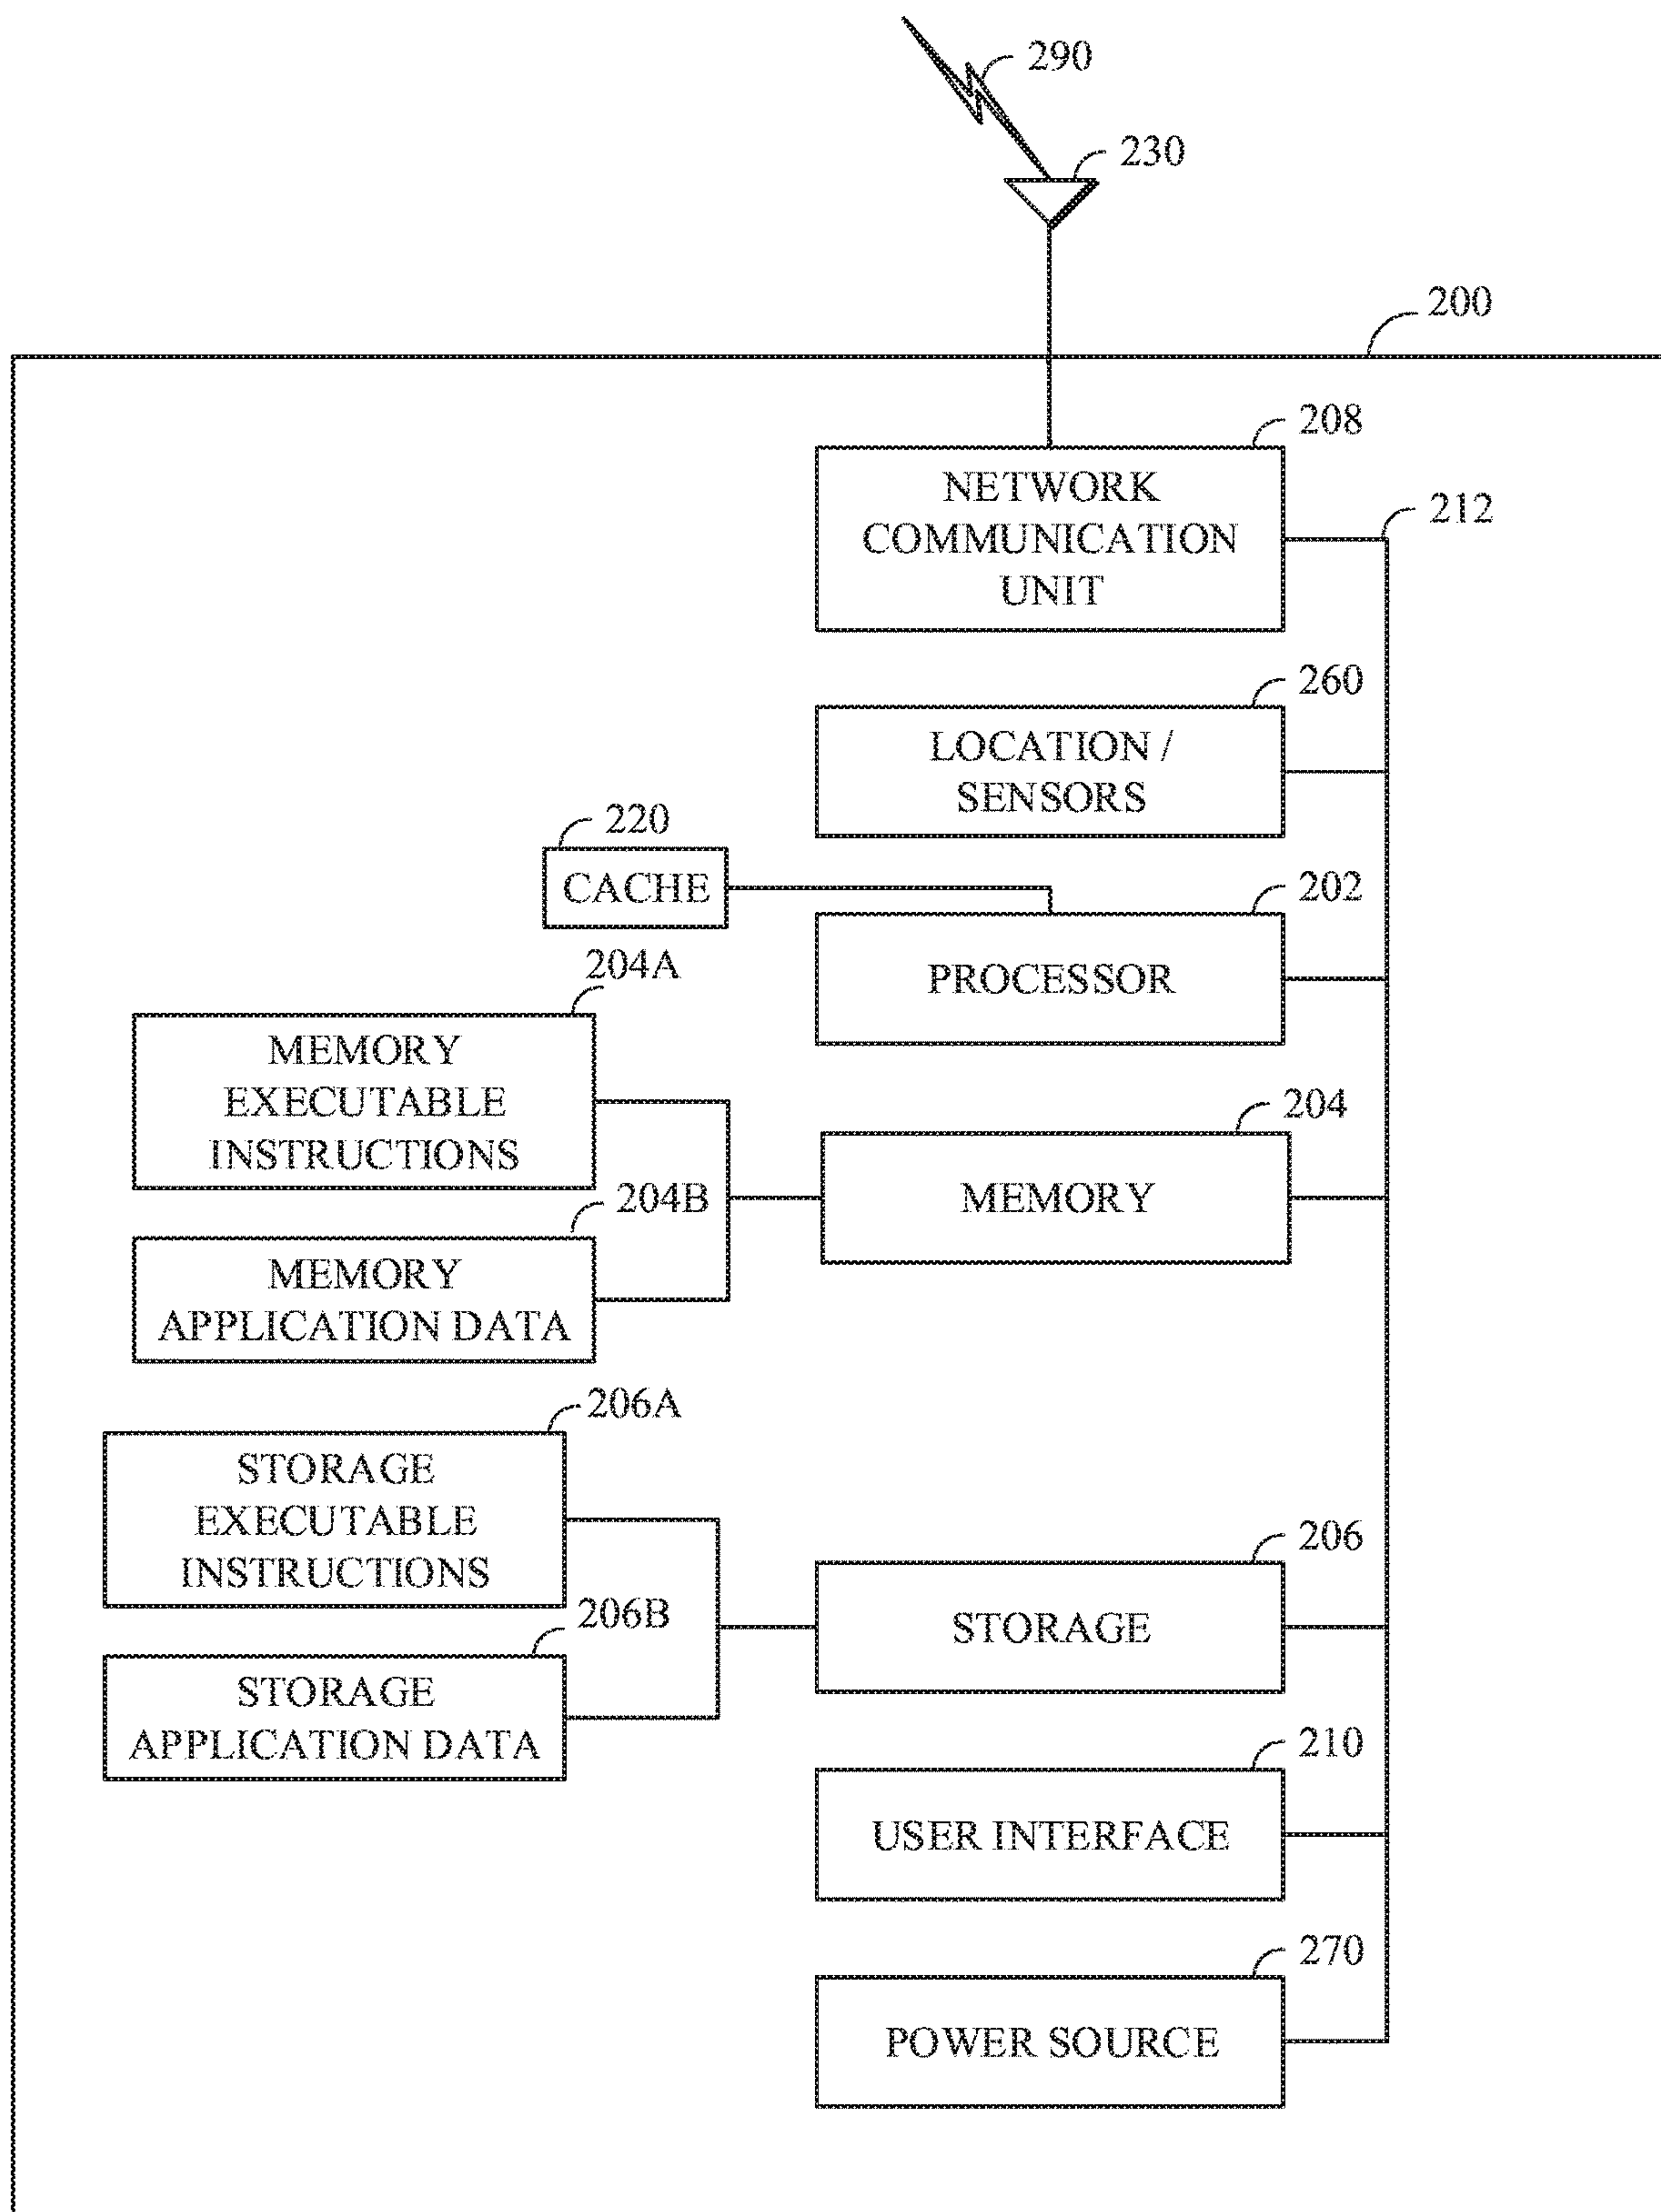 290
230
200
208
NETWORK
COMMUNICATION
UNIT
212
260
LOCATION /
SENSORS
220
CACHE
202
PROCESSOR
204A
MEMORY
EXECUTABLE
INSTRUCTIONS
204
MEMORY
204B
MEMORY
APPLICATION DATA
206A
STORAGE
EXECUTABLE
INSTRUCTIONS
206
STORAGE
206B
STORAGE
APPLICATION DATA
210
USER INTERFACE
270
POWER SOURCE